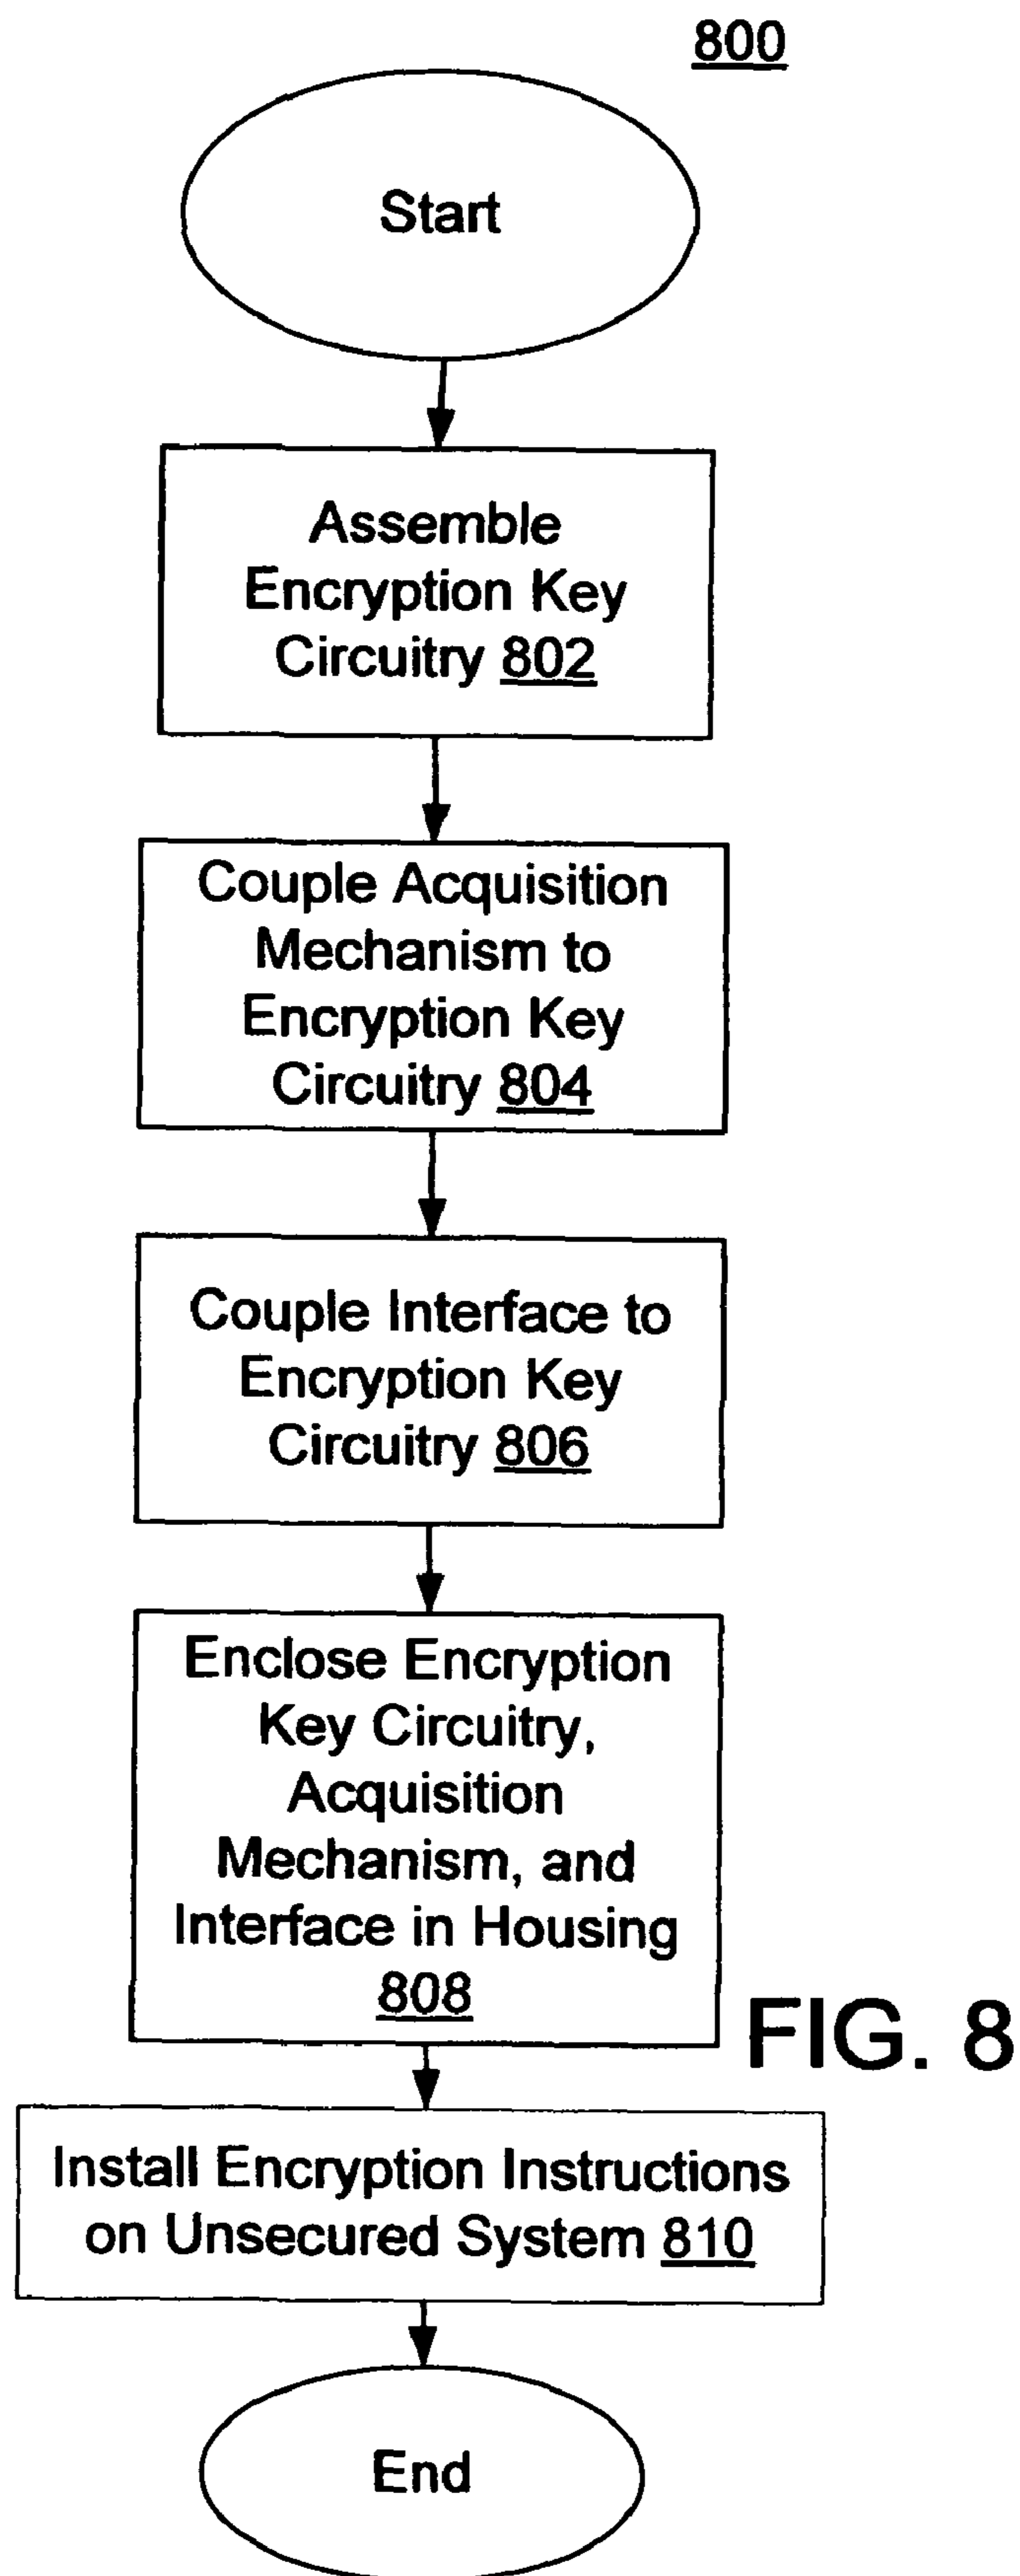 800
Start
Assemble
Encryption Key
Circuitry 802
Couple Acquisition
Mechanism to
Encryption Key
Circuitry 804
Couple Interface to
Encryption Key
Circuitry 806
Enclose Encryption
Key Circuitry,
Acquisition
Mechanism, and
Interface in Housing
808
FIG. 8
Install Encryption Instructions
on Unsecured System 810
End